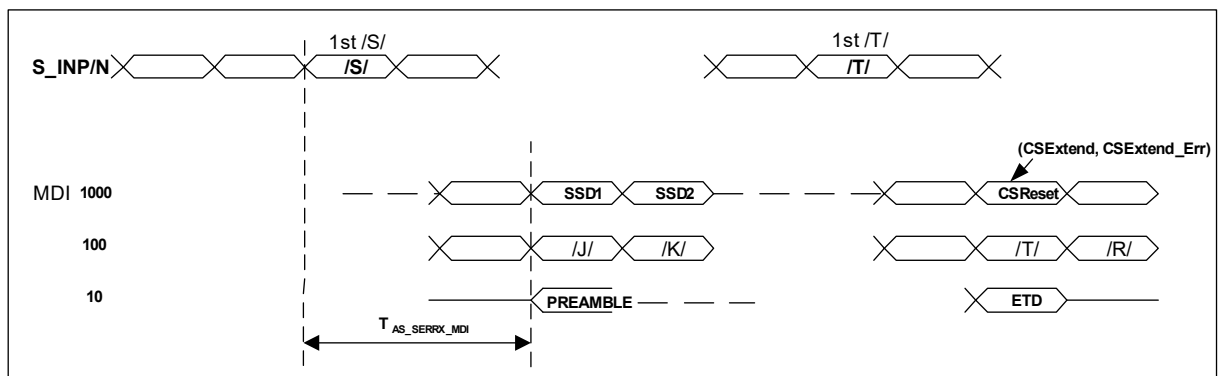 1st /S/
1st /T/
S_INP/N
/S/
/T/
(CSExtend, CSExtend_Err)
MDI 1000
SSD1
SSD2
CSReset
100
/J/
/K/
/T/
/R/
10
PREAMBLE
ETD
T AS_SERRX_MDI